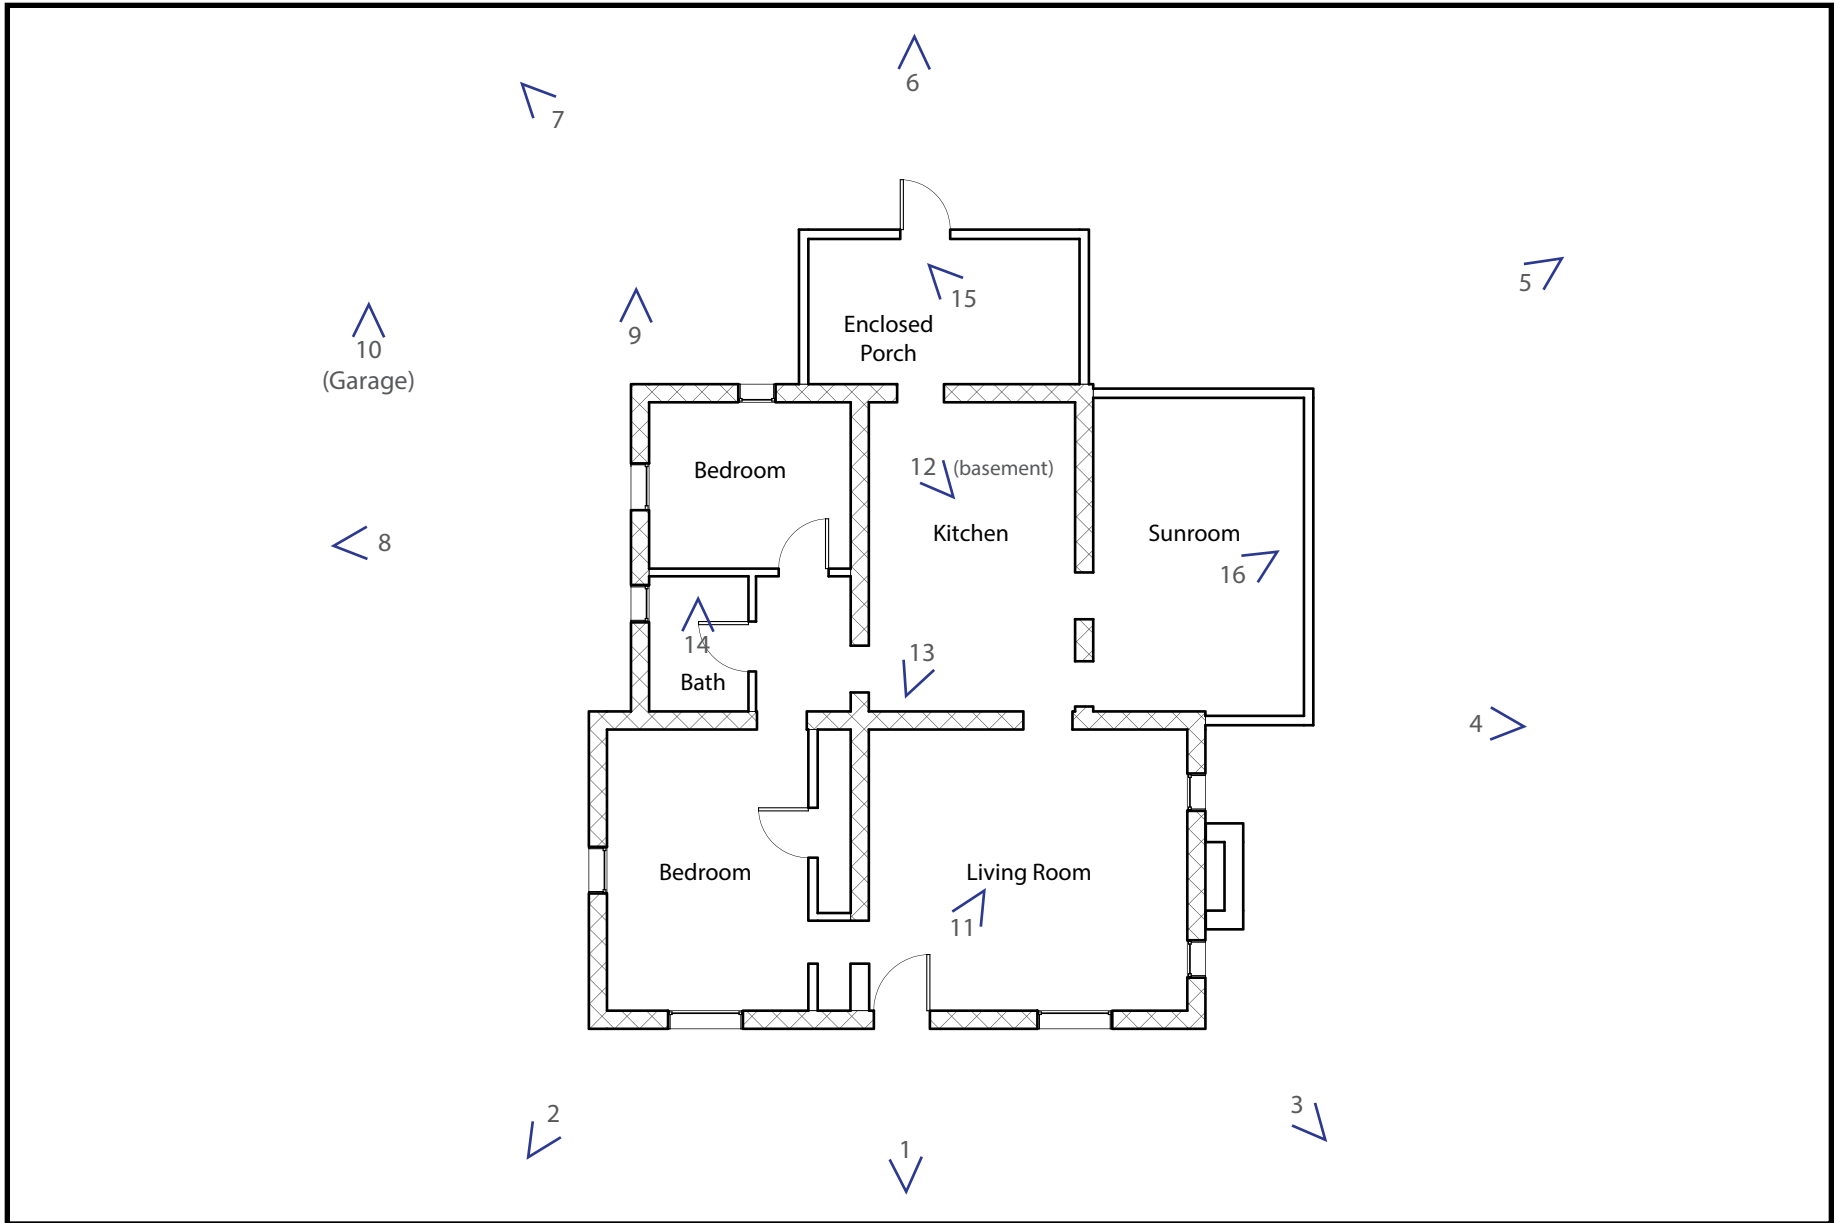 6
7
5
15
Enclosed
Porch
9
10
(Garage)
Bedroom
12 (basement)
Kitchen
Sunroom
8
16
14
13
Bath
4
Bedroom
Living Room
11
2
3
1